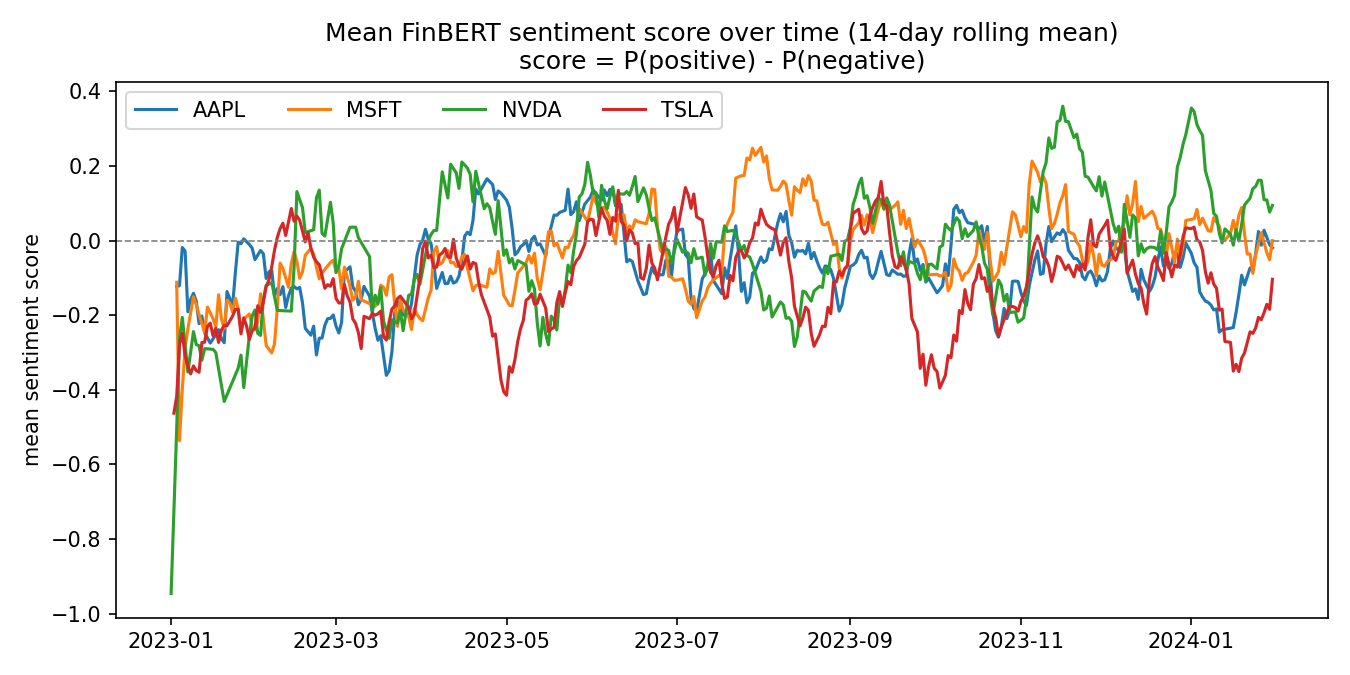 Mean FinBERT sentiment score over time (14-day rolling mean)
score = P(positive) - P(negative)
AAPL MSFT NVDA TSLA
mean sentiment score
0.4
0.2
0.0
−0.2
−0.4
−0.6
−0.8
−1.0
2023-01 2023-03 2023-05 2023-07 2023-09 2023-11 2024-01